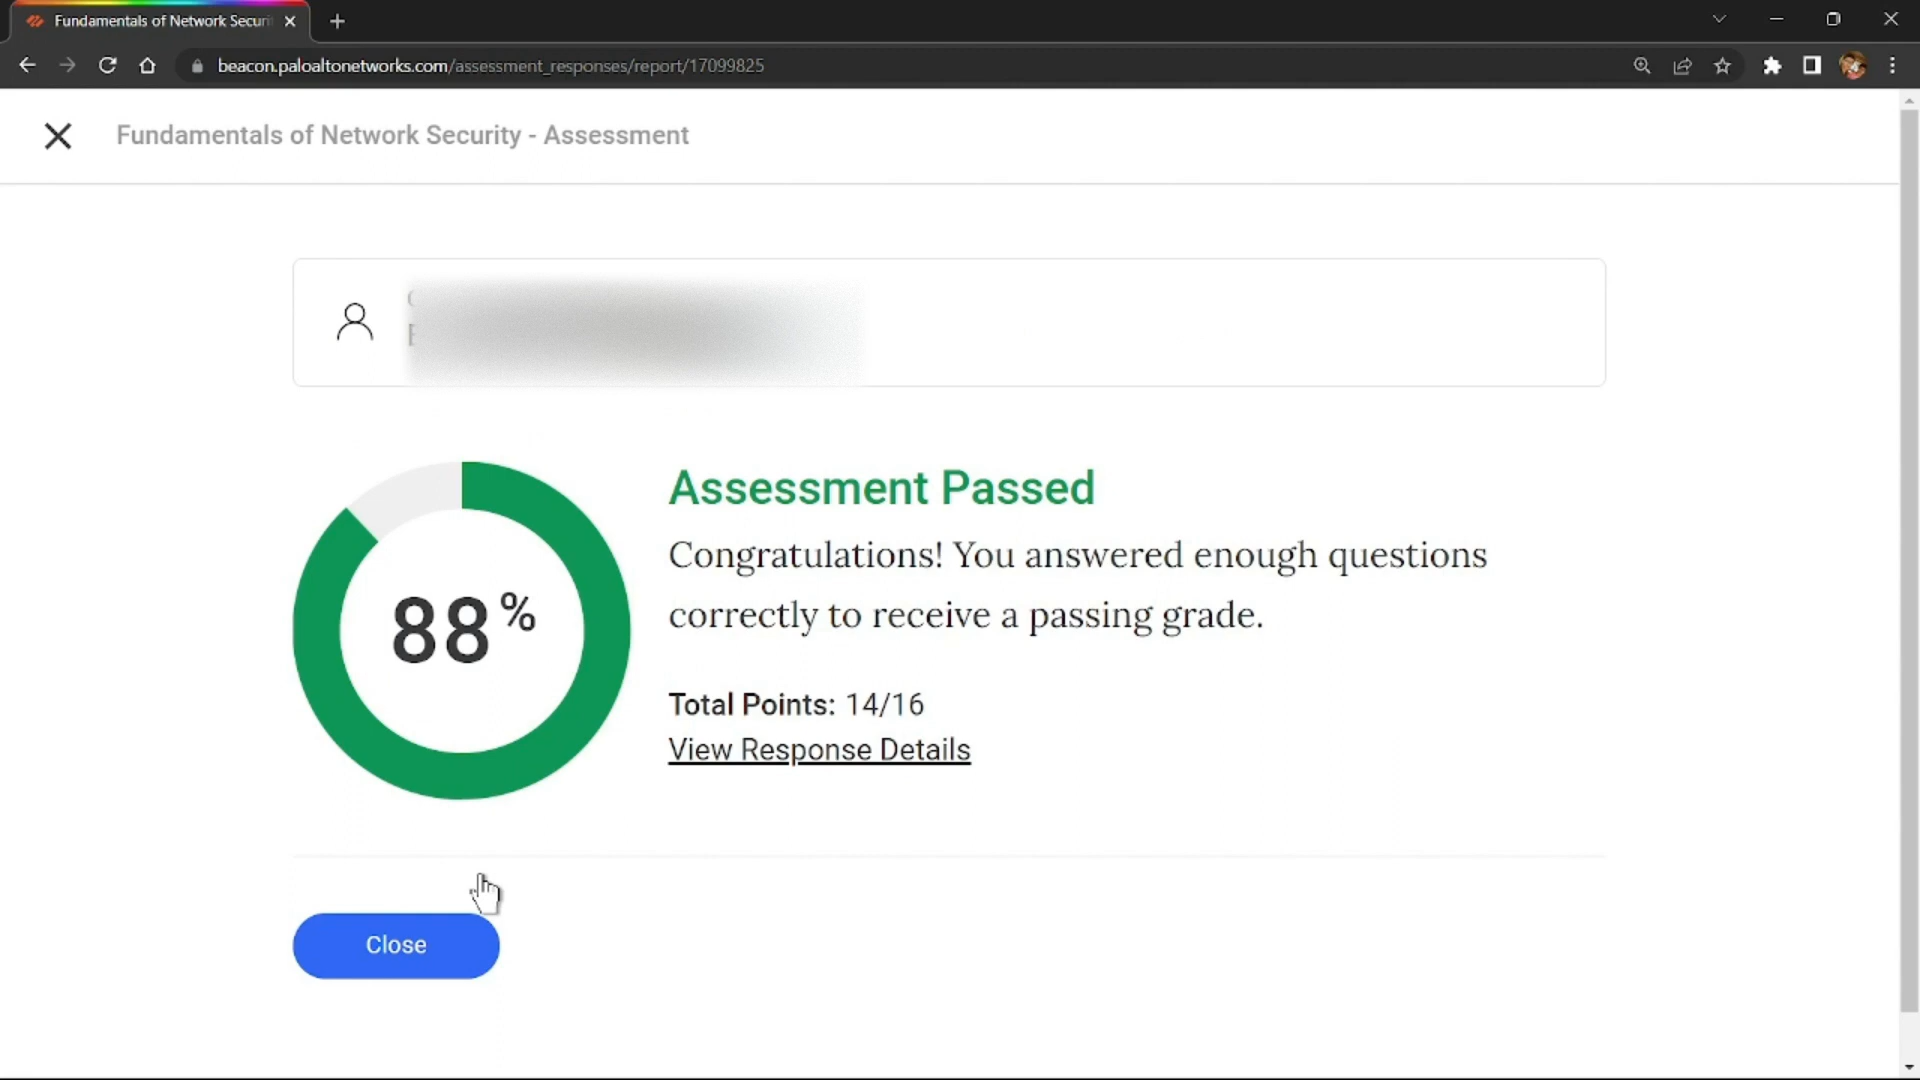 Fundamentals of Network Securi
beacon.paloaltonetworks.com/assessment_responses/report/17099825
Fundamentals of Network Security - Assessment
88%
Assessment Passed
Congratulations! You answered enough questions
correctly to receive a passing grade.
Total Points: 14/16
View Response Details
Close